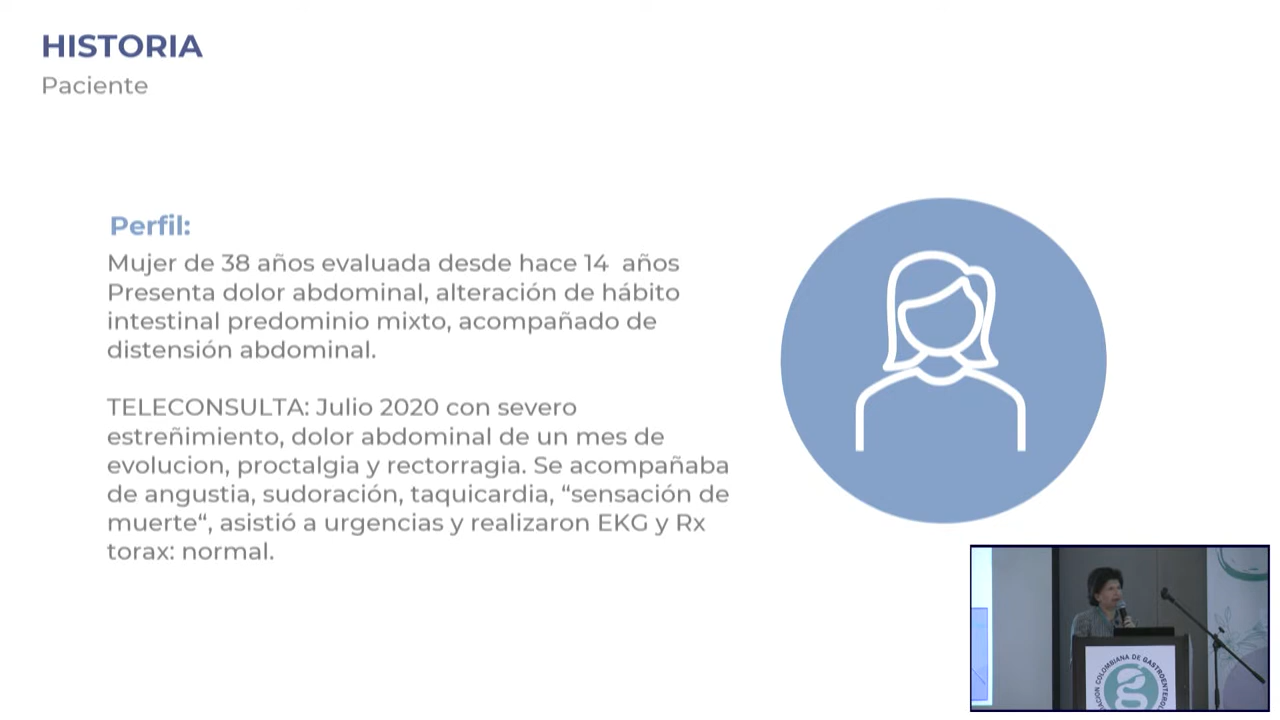 HISTORIA
Paciente
Perfil:
Mujer de 38 años evaluada desde hace 14 años
Presenta dolor abdominal, alteración de hábito
intestinal predominio mixto, acompañado de
distensión abdominal.
TELECONSULTA: Julio 2020 con severo
estreñimiento, dolor abdominal de un mes de
evolucion, proctalgia y rectorragia. Se acompañaba
de angustia, sudoración, taquicardia, “sensación de
muerte“, asistió a urgencias y realizaron EKG y Rx
torax: normal.
COLOMBIANA DE